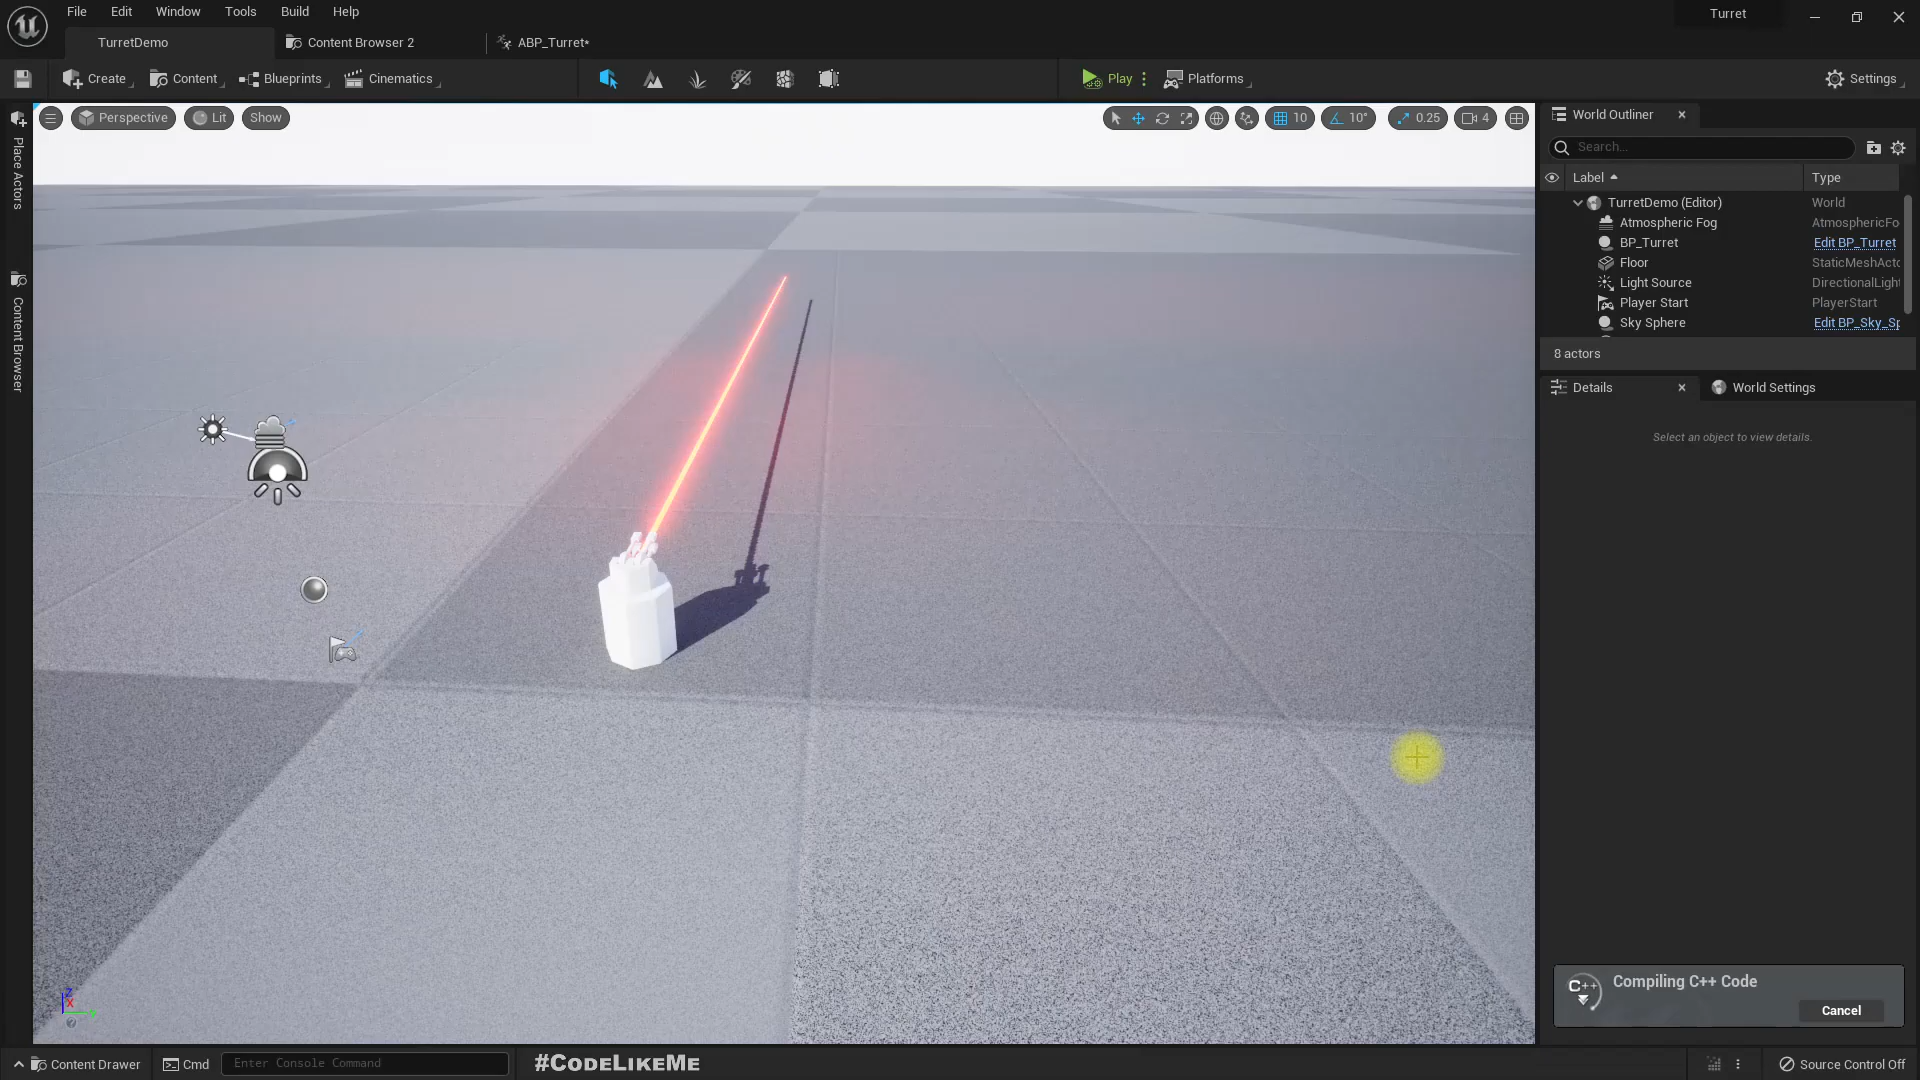 File Edit Window Tools Build Help
Turret
TurretDemo
Content Browser 2
ABP_Turret*
Create
Content
Blueprints
Cinematics
Play
Platforms
Settings
Place Actors
Content Browser
Perspective
Lit
Show
10
10°
0.25
4
World Outliner
Search...
Label
Type
TurretDemo (Editor) World
Atmospheric Fog AtmosphericFo
BP_Turret Edit BP_Turret
Floor StaticMeshActo
Light Source DirectionalLight
Player Start PlayerStart
Sky Sphere Edit BP_Sky_Sp
8 actors
Details
World Settings
Select an object to view details.
Z
X
?
C++
Compiling C++ Code
Cancel
Content Drawer
Cmd
Enter Console Command
#CodeLikeMe
Source Control Off